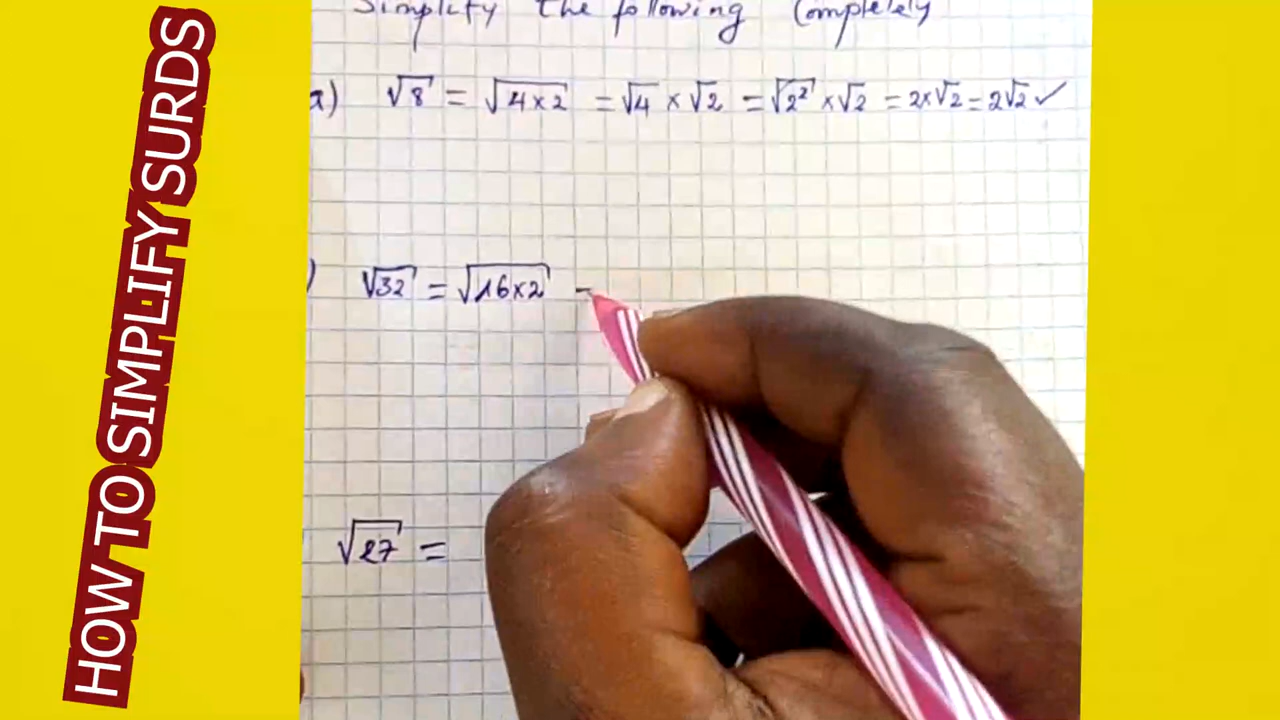 HOW TO SIMPLIFY SURDS
Simplify the following Completely
a) √8 = √4×2 = √4 × √2 = √2² × √2 = 2×√2 = 2√2 ✓
) √32 = √16×2 -
√27 =